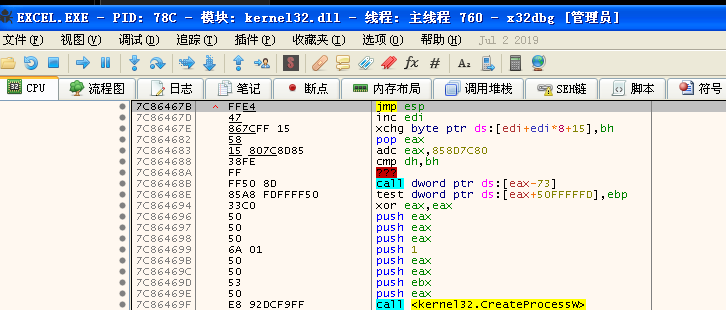 EXCEL.EXE - PID: 78C - 模块: kernel32.dll - 线程: 主线程 760 - x32dbg [管理员]
文件(F) 视图(V) 调试(D) 追踪(T) 插件(P) 收藏夹(I) 选项(O) 帮助(H) Jul 2 2019
CPU 流程图 日志 笔记 断点 内存布局 调用堆栈 SEH链 脚本 符号
7C86467B FFE4 jmp esp
7C86467D 47 inc edi
7C86467E 867CFF 15 xchg byte ptr ds:[edi+edi*8+15],bh
7C864682 58 pop eax
7C864683 15 807C8D85 adc eax,858D7C80
7C864688 38FE cmp dh,bh
7C86468A FF ???
7C86468B FF50 8D call dword ptr ds:[eax-73]
7C86468E 85A8 FDFFFF50 test dword ptr ds:[eax+50FFFFFD],ebp
7C864694 33C0 xor eax,eax
7C864696 50 push eax
7C864697 50 push eax
7C864698 50 push eax
7C864699 6A 01 push 1
7C86469B 50 push eax
7C86469C 50 push eax
7C86469D 53 push ebx
7C86469E 50 push eax
7C86469F E8 92DCF9FF call <kernel32.CreateProcessW>